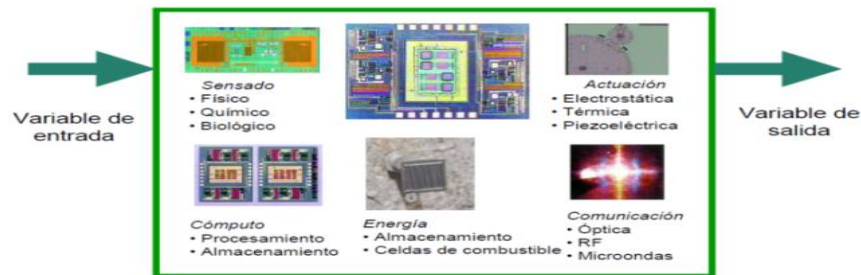 Variable de
entrada
Sensado
• Físico
• Químico
• Biológico
Actuación
• Electrostática
• Térmica
• Piezoeléctrica
Cómputo
• Procesamiento
• Almacenamiento
Energía
• Almacenamiento
• Celdas de combustible
Comunicación
• Óptica
• RF
• Microondas
Variable de
salida